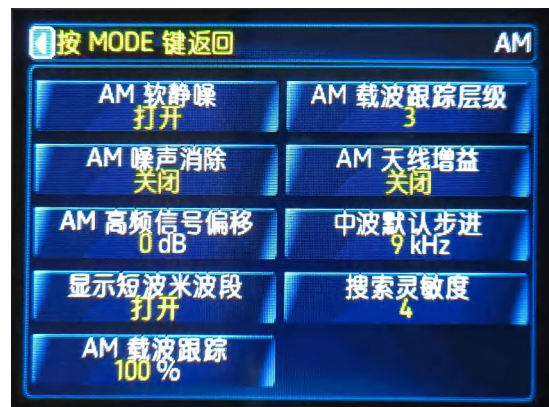 按 MODE 键返回
AM
AM 软静噪
打开
AM 载波跟踪层级
3
AM 噪声消除
关闭
AM 天线增益
关闭
AM 高频信号偏移
0 dB
中波默认步进
9 kHz
显示短波米波段
打开
搜索灵敏度
4
AM 载波跟踪
100 %